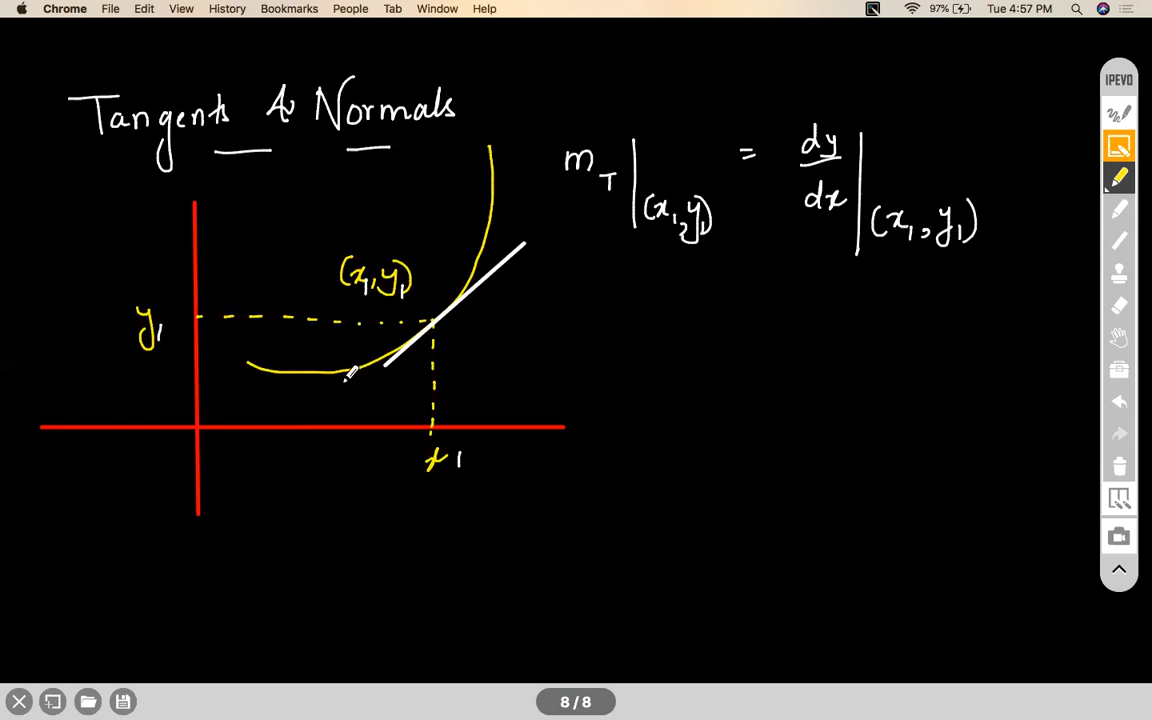 Chrome File Edit View History Bookmarks People Tab Window Help 97% Tue 4:57 PM
IPEVO
Tangents & Normals
m_T |_(x₁,y₁) = dy/dx |_(x₁,y₁)
(x₁,y₁)
y₁
x₁
8 / 8